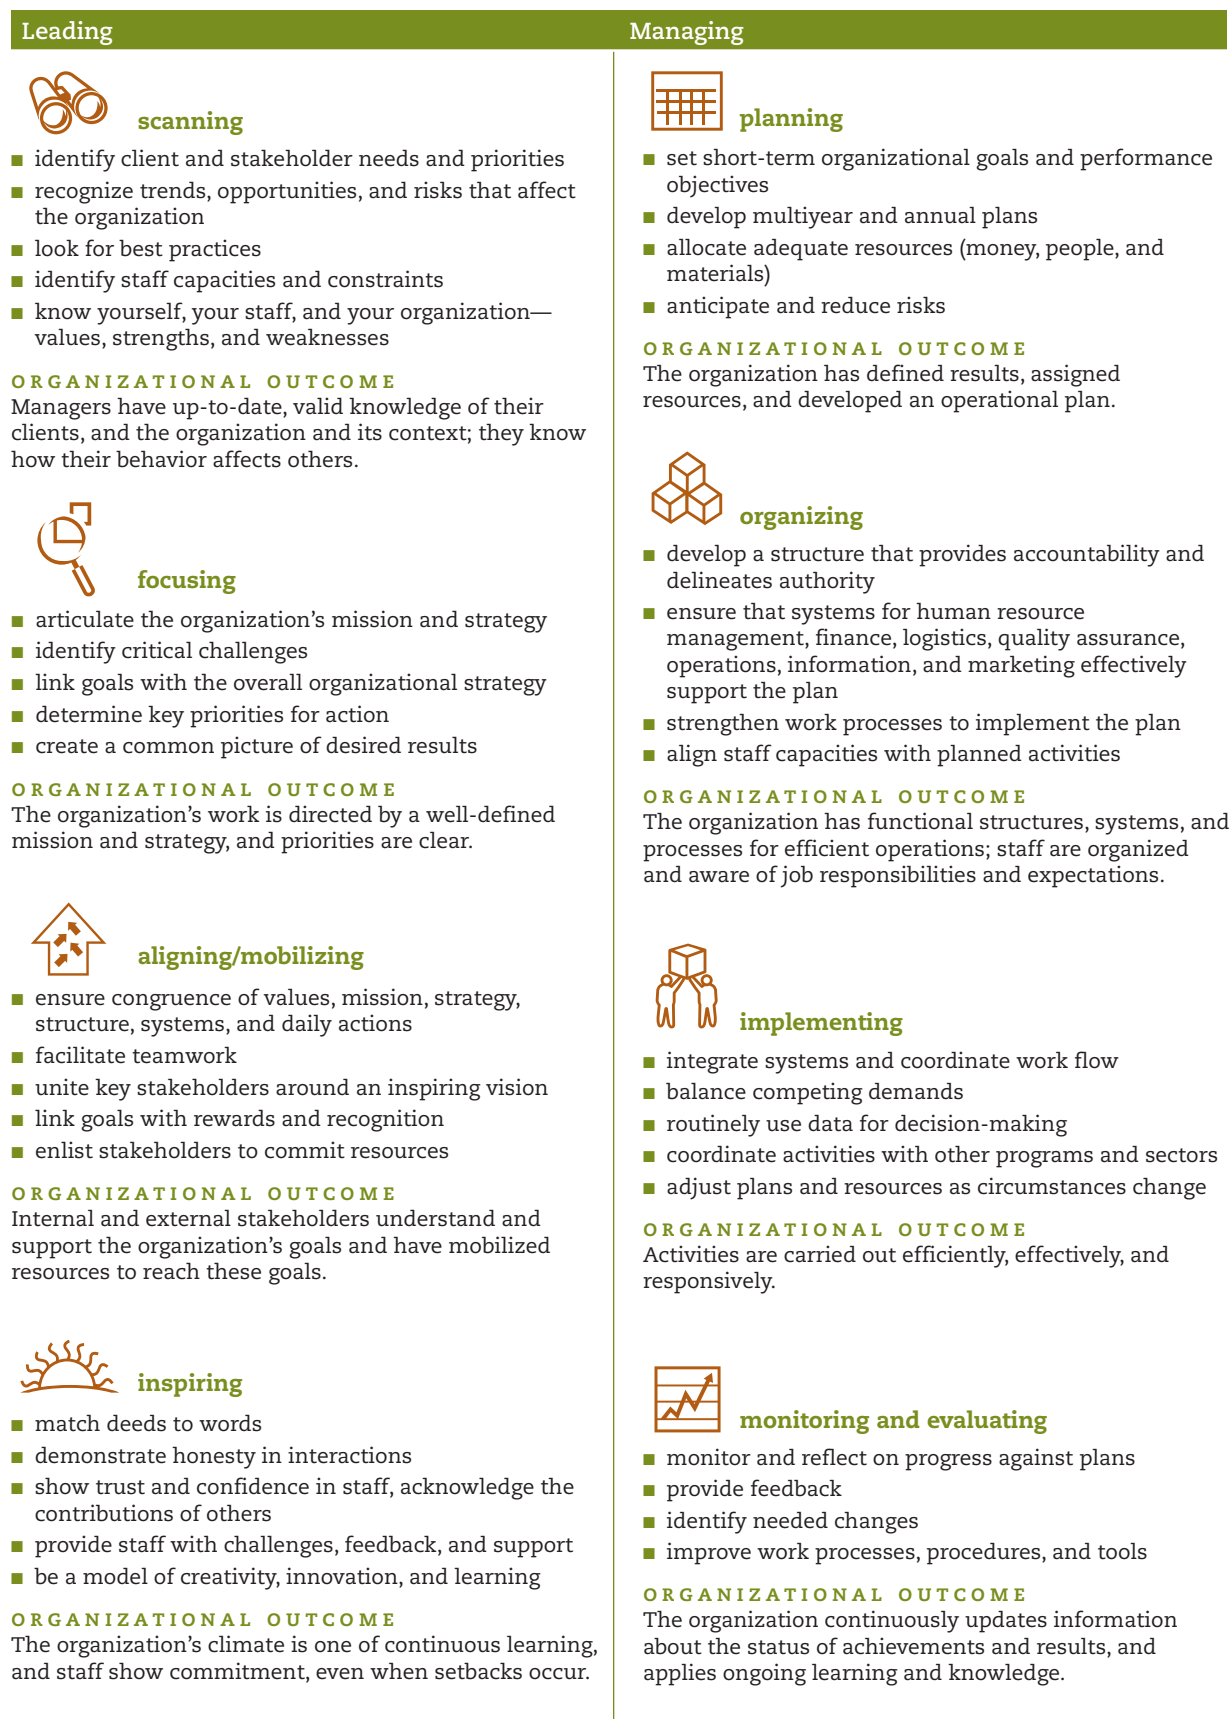 Leading
scanning
identify client and stakeholder needs and priorities
recognize trends, opportunities, and risks that affect
the organization
look for best practices
identify staff capacities and constraints
know yourself, your staff, and your organization—
values, strengths, and weaknesses
ORGANIZATIONAL OUTCOME
Managers have up-to-date, valid knowledge of their
clients, and the organization and its context; they know
how their behavior affects others.
focusing
articulate the organization’s mission and strategy
identify critical challenges
link goals with the overall organizational strategy
determine key priorities for action
create a common picture of desired results
ORGANIZATIONAL OUTCOME
The organization’s work is directed by a well-defined
mission and strategy, and priorities are clear.
aligning/mobilizing
ensure congruence of values, mission, strategy,
structure, systems, and daily actions
facilitate teamwork
unite key stakeholders around an inspiring vision
link goals with rewards and recognition
enlist stakeholders to commit resources
ORGANIZATIONAL OUTCOME
Internal and external stakeholders understand and
support the organization’s goals and have mobilized
resources to reach these goals.
inspiring
match deeds to words
demonstrate honesty in interactions
show trust and confidence in staff, acknowledge the
contributions of others
provide staff with challenges, feedback, and support
be a model of creativity, innovation, and learning
ORGANIZATIONAL OUTCOME
The organization’s climate is one of continuous learning,
and staff show commitment, even when setbacks occur.
Managing
planning
set short-term organizational goals and performance
objectives
develop multiyear and annual plans
allocate adequate resources (money, people, and
materials)
anticipate and reduce risks
ORGANIZATIONAL OUTCOME
The organization has defined results, assigned
resources, and developed an operational plan.
organizing
develop a structure that provides accountability and
delineates authority
ensure that systems for human resource
management, finance, logistics, quality assurance,
operations, information, and marketing effectively
support the plan
strengthen work processes to implement the plan
align staff capacities with planned activities
ORGANIZATIONAL OUTCOME
The organization has functional structures, systems, and
processes for efficient operations; staff are organized
and aware of job responsibilities and expectations.
implementing
integrate systems and coordinate work flow
balance competing demands
routinely use data for decision-making
coordinate activities with other programs and sectors
adjust plans and resources as circumstances change
ORGANIZATIONAL OUTCOME
Activities are carried out efficiently, effectively, and
responsively.
monitoring and evaluating
monitor and reflect on progress against plans
provide feedback
identify needed changes
improve work processes, procedures, and tools
ORGANIZATIONAL OUTCOME
The organization continuously updates information
about the status of achievements and results, and
applies ongoing learning and knowledge.